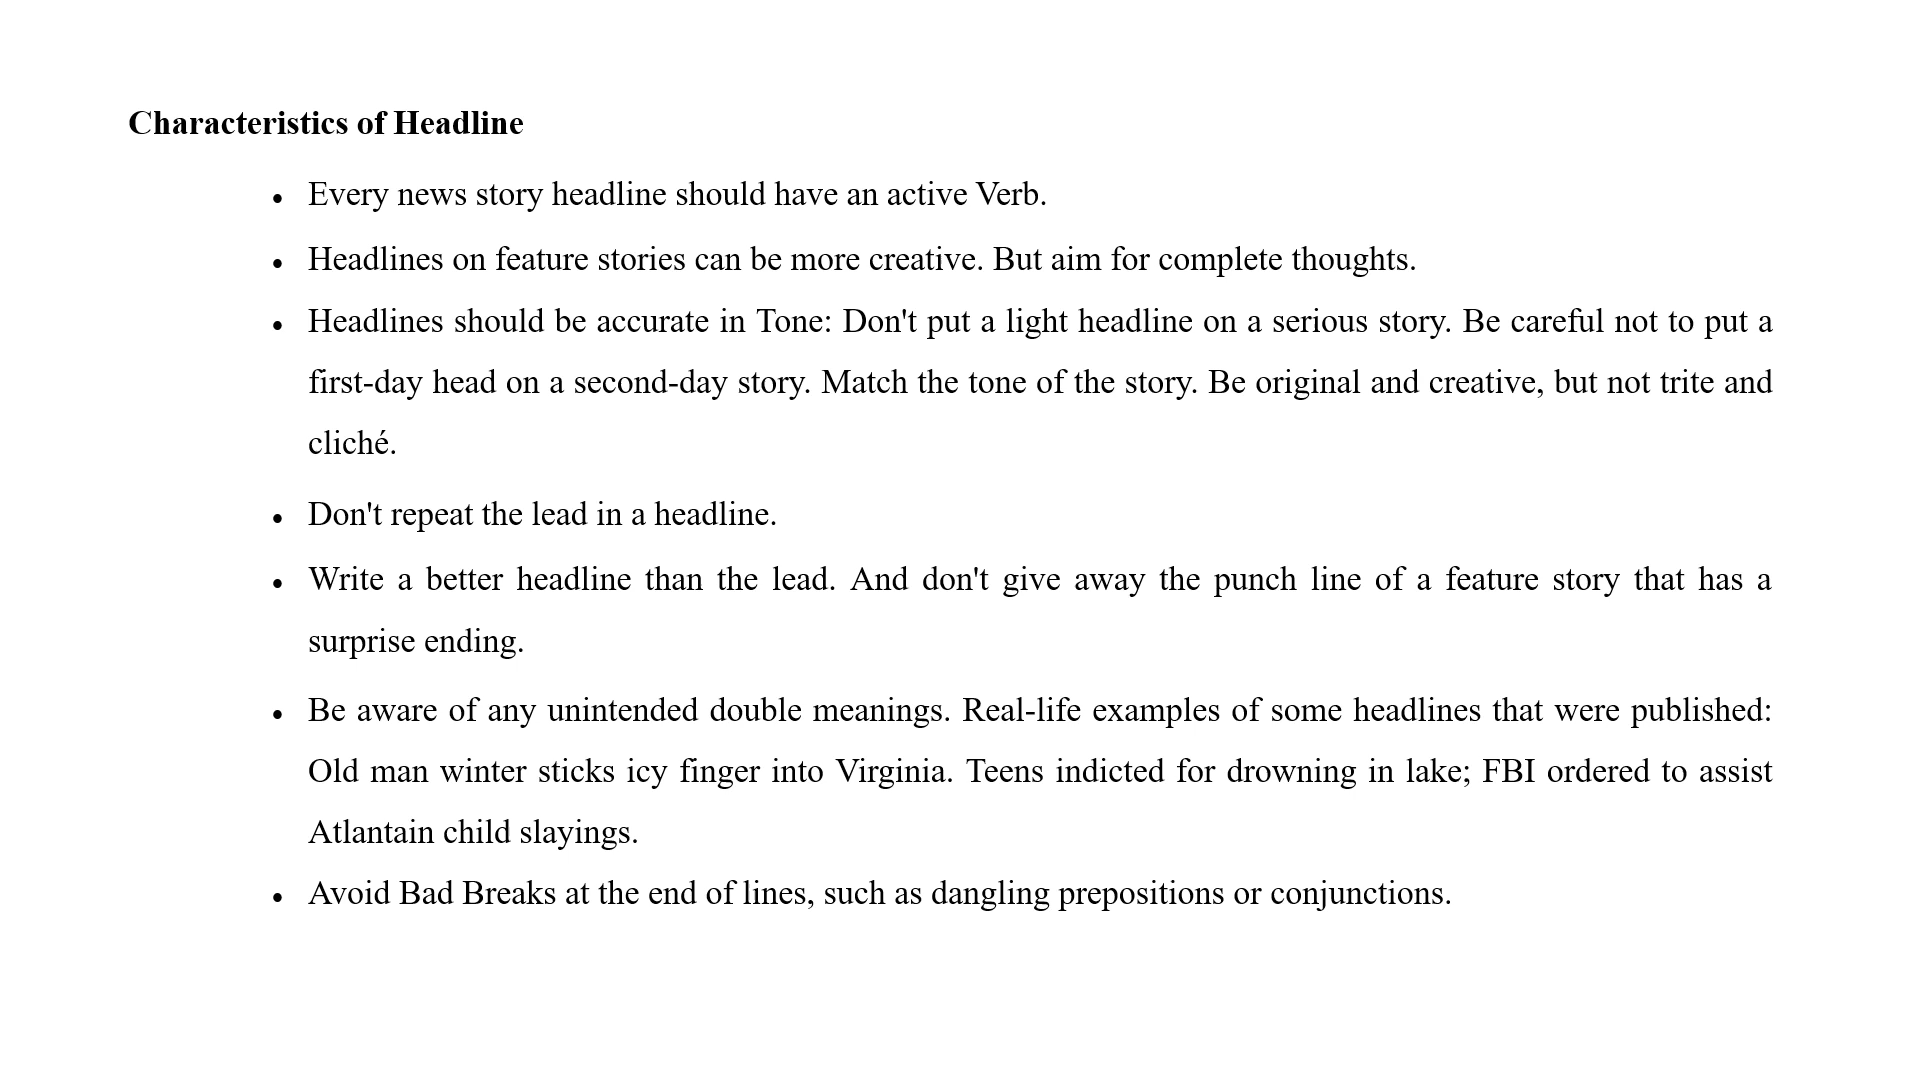 Characteristics of Headline
• Every news story headline should have an active Verb.
• Headlines on feature stories can be more creative. But aim for complete thoughts.
• Headlines should be accurate in Tone: Don't put a light headline on a serious story. Be careful not to put a
first-day head on a second-day story. Match the tone of the story. Be original and creative, but not trite and
cliché.
• Don't repeat the lead in a headline.
• Write a better headline than the lead. And don't give away the punch line of a feature story that has a
surprise ending.
• Be aware of any unintended double meanings. Real-life examples of some headlines that were published:
Old man winter sticks icy finger into Virginia. Teens indicted for drowning in lake; FBI ordered to assist
Atlantain child slayings.
• Avoid Bad Breaks at the end of lines, such as dangling prepositions or conjunctions.